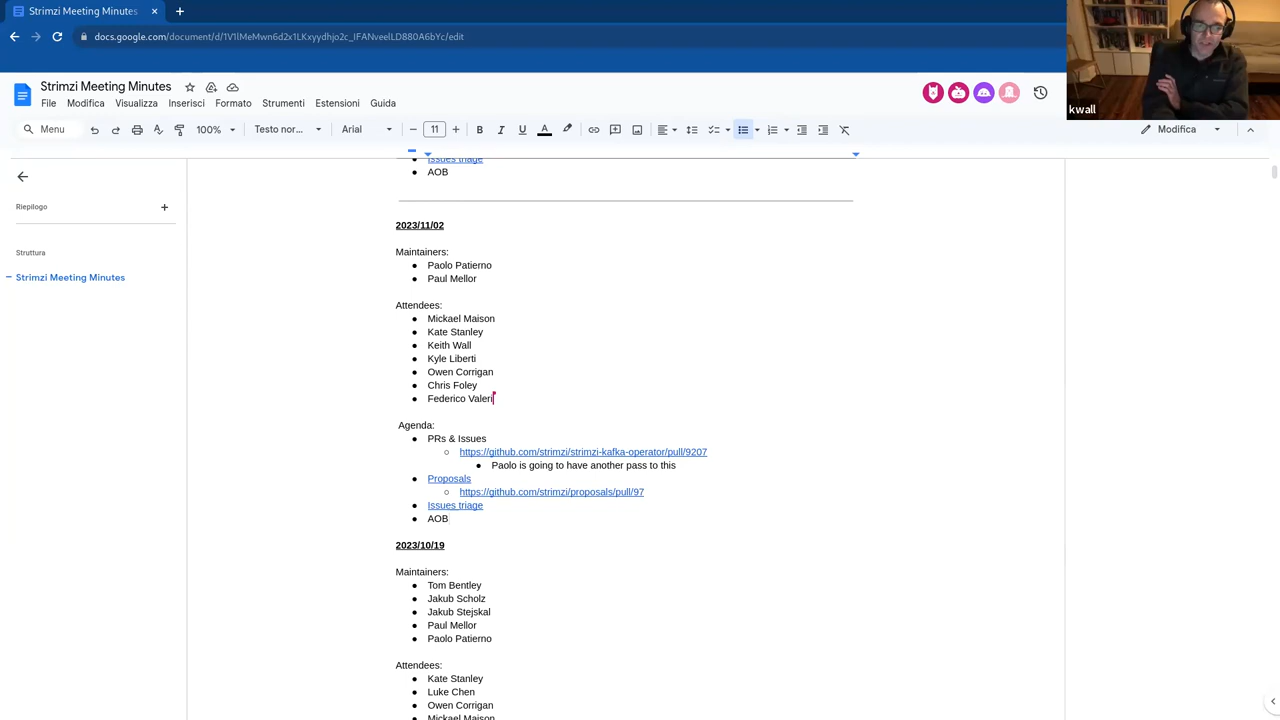 Strimzi Meeting Minutes
docs.google.com/document/d/1V1lMeMwn6d2x1LKxyydhjo2c_IFANveelLD880A6bYc/edit
Strimzi Meeting Minutes
File Modifica Visualizza Inserisci Formato Strumenti Estensioni Guida
Menu 100% Testo nor... Arial 11 Modifica
kwall
Riepilogo
Struttura
Strimzi Meeting Minutes
Issues triage
AOB
2023/11/02
Maintainers:
Paolo Patierno
Paul Mellor
Attendees:
Mickael Maison
Kate Stanley
Keith Wall
Kyle Liberti
Owen Corrigan
Chris Foley
Federico Valeri
Agenda:
PRs & Issues
https://github.com/strimzi/strimzi-kafka-operator/pull/9207
Paolo is going to have another pass to this
Proposals
https://github.com/strimzi/proposals/pull/97
Issues triage
AOB
2023/10/19
Maintainers:
Tom Bentley
Jakub Scholz
Jakub Stejskal
Paul Mellor
Paolo Patierno
Attendees:
Kate Stanley
Luke Chen
Owen Corrigan
Mickael Maison